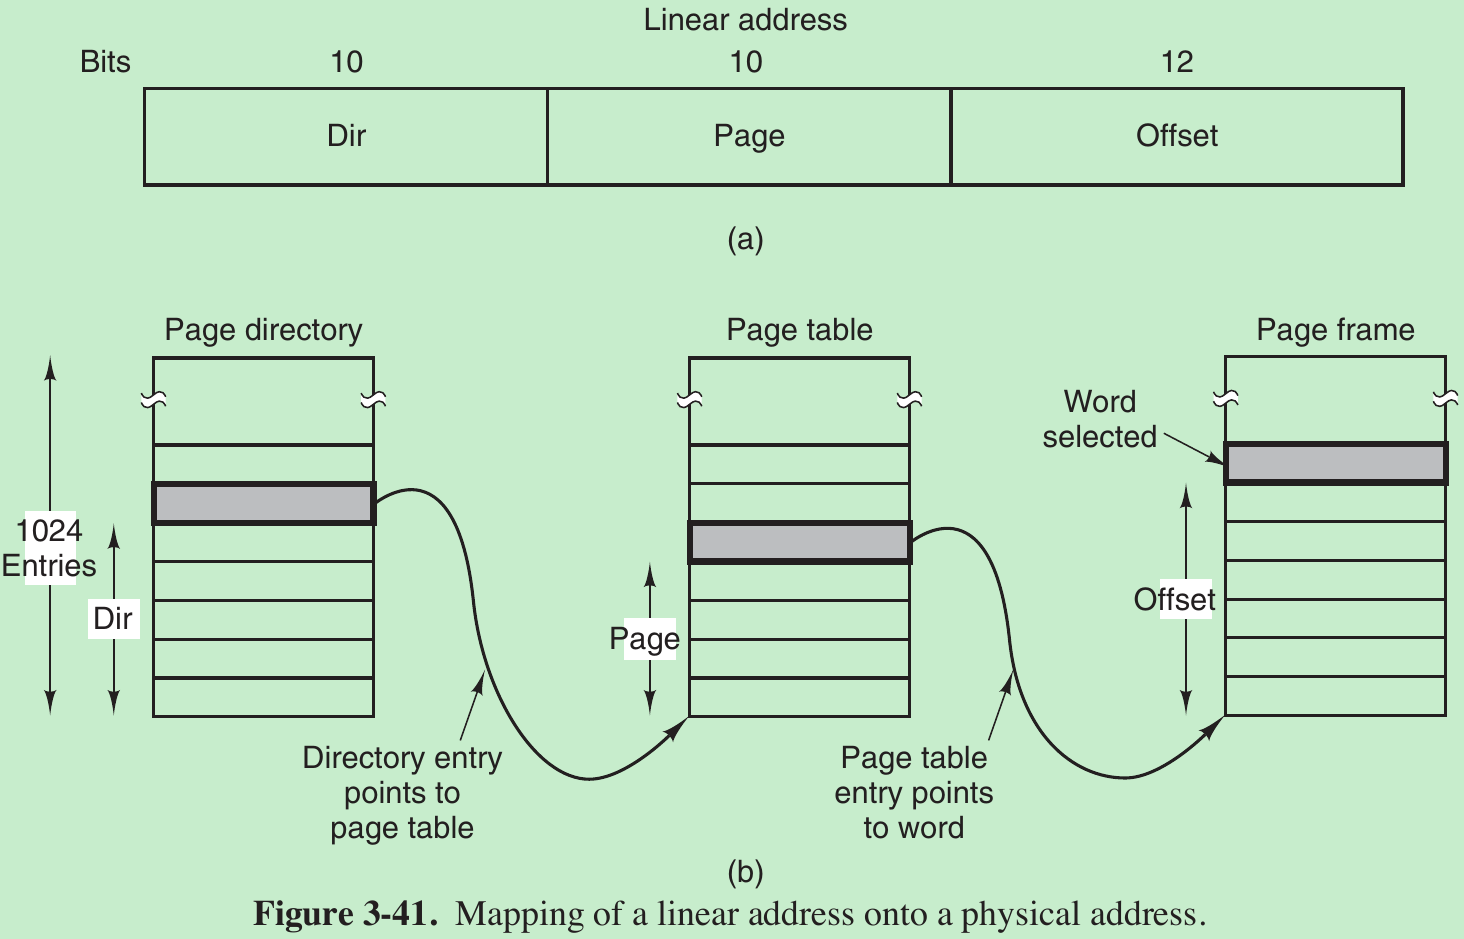 Linear address
Bits 10 10 12
Dir Page Offset
(a)
Page directory Page table Page frame
Word
selected
1024
Entries
Dir
Page
Offset
Directory entry
points to
page table
Page table
entry points
to word
(b)
Figure 3-41. Mapping of a linear address onto a physical address.